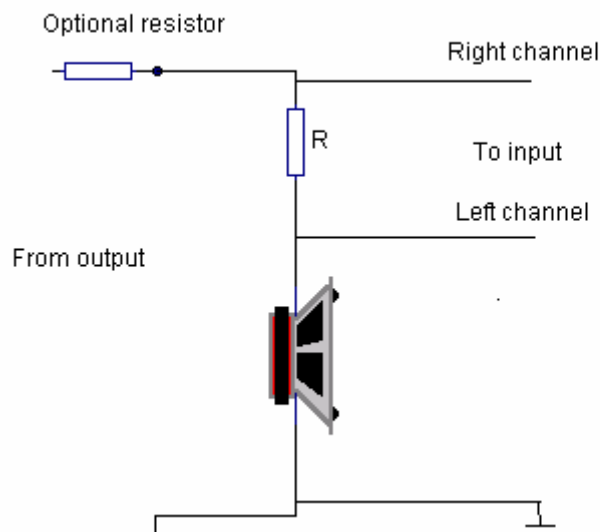 Optional resistor
Right channel
R
To input
Left channel
From output